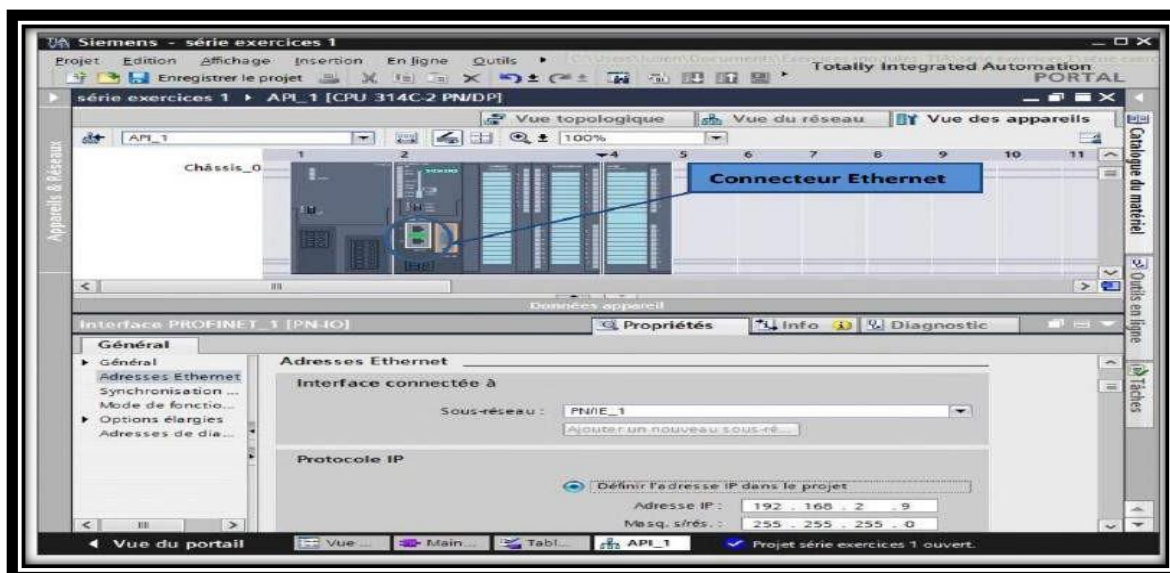 Siemens - série exercices 1
Projet Edition Affichage Insertion En ligne Outils
Enregistrer le projet
Totally Integrated Automation
PORTAL
série exercices 1 ▸ API_1 [CPU 314C-2 PN/DP]
Vue topologique Vue du réseau Vue des appareils
API_1 100%
1 2 4 5 6 7 8 9 10 11
Châssis_0
Connecteur Ethernet
Appareils & Réseaux
Catalogue du matériel
Outils en ligne
Tâches
Données appareil
Interface PROFINET_1 [PN-IO]
Propriétés Info Diagnostic
Général
Général
Adresses Ethernet
Synchronisation ...
Mode de fonctio...
Options élargies
Adresses de dia...
Adresses Ethernet
Interface connectée à
Sous-réseau : PN/IE_1
Ajouter un nouveau sous-ré...
Protocole IP
Définir l'adresse IP dans le projet
Adresse IP : 192 . 168 . 2 . 9
Masq. s/rés. : 255 . 255 . 255 . 0
Vue du portail Vue ... Main... Tabl... API_1 Projet série exercices 1 ouvert.